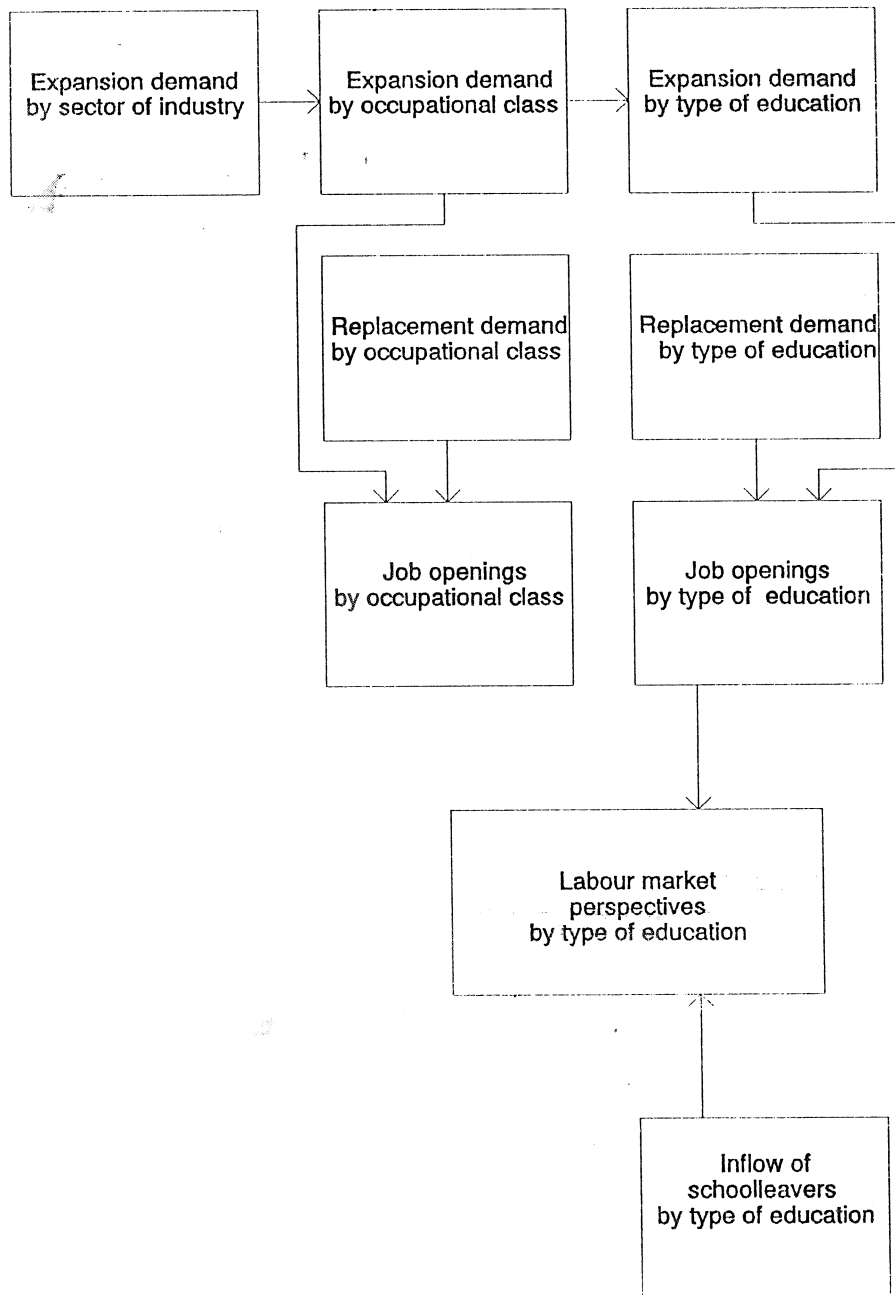 Expansion demand
by sector of industry
Expansion demand
by occupational class
Expansion demand
by type of education
Replacement demand
by occupational class
Replacement demand
by type of education
Job openings
by occupational class
Job openings
by type of education
Labour market
perspectives
by type of education
Inflow of
schoolleavers
by type of education